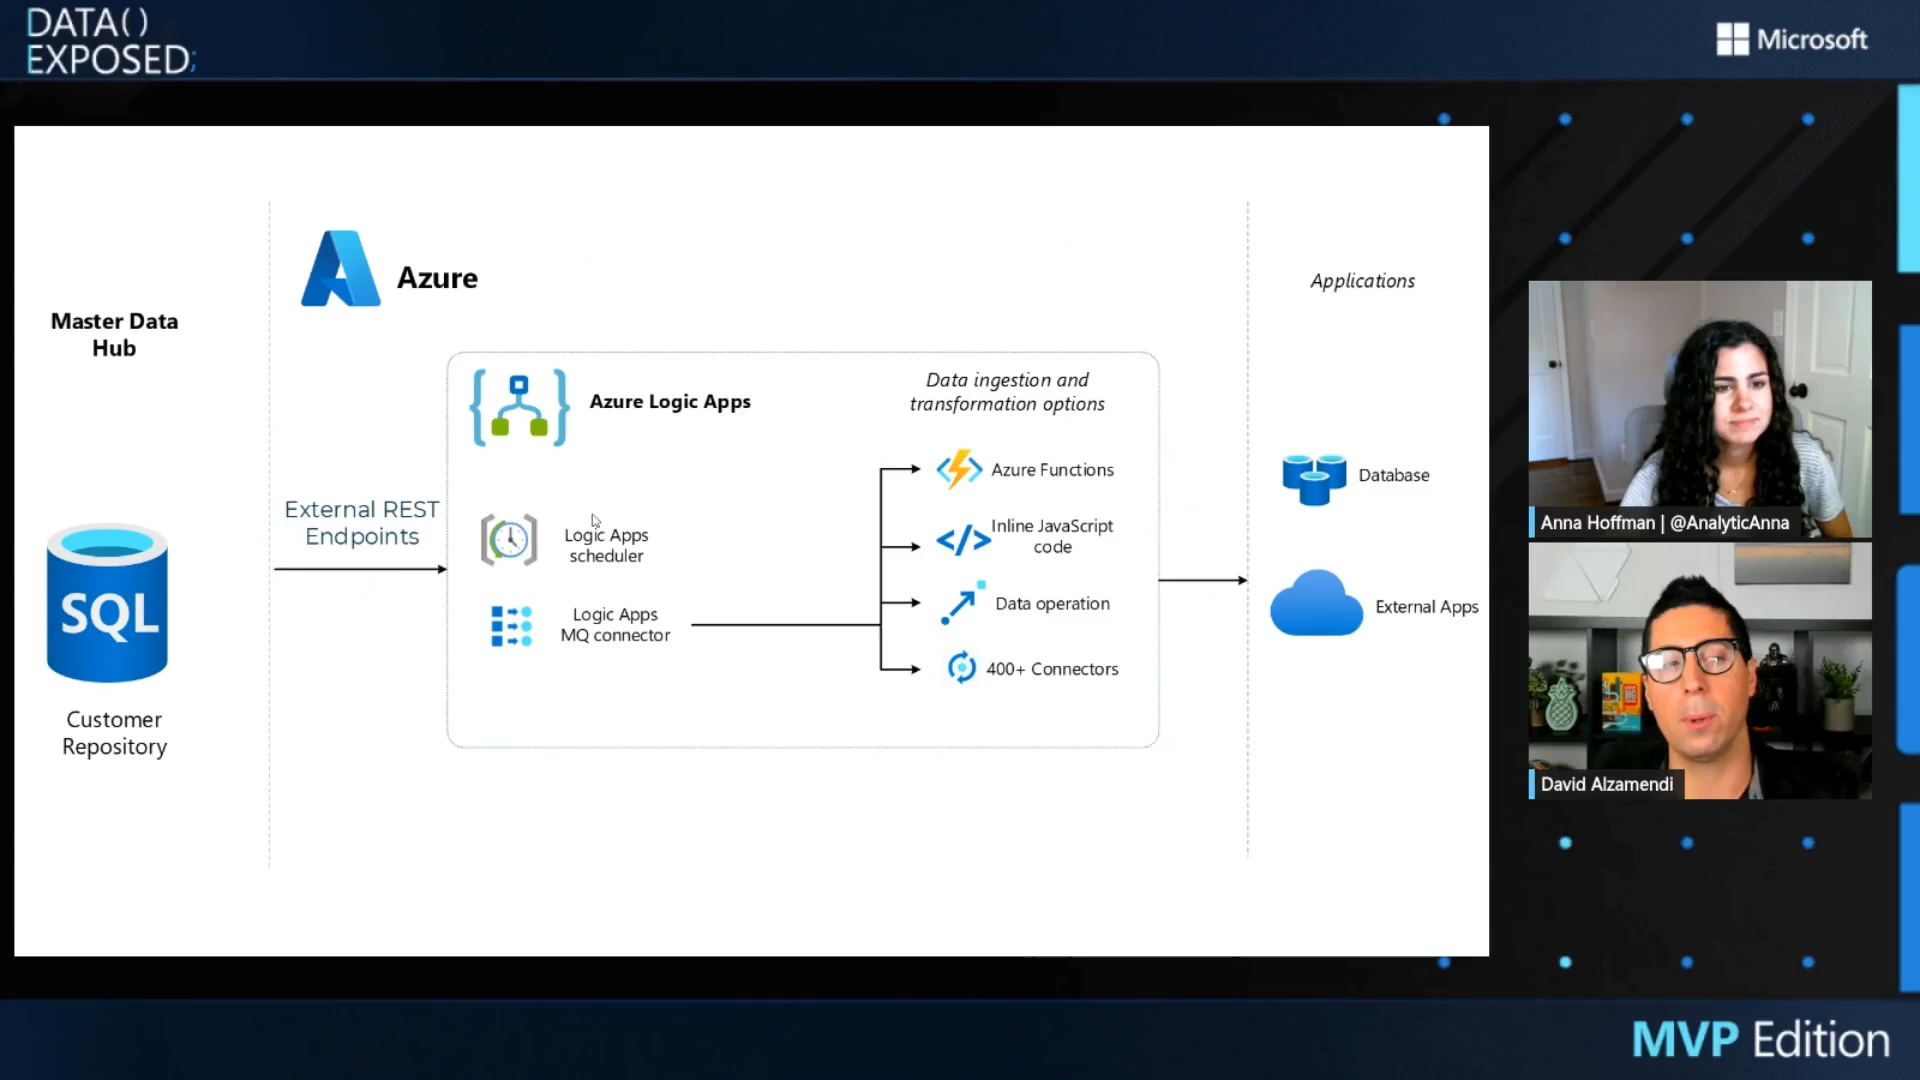 DATA()
EXPOSED;
Microsoft
Azure
Applications
Master Data
Hub
Azure Logic Apps
Data ingestion and
transformation options
Azure Functions
Database
External REST
Endpoints
Logic Apps
scheduler
Inline JavaScript
code
Anna Hoffman | @AnalyticAnna
SQL
Logic Apps
MQ connector
Data operation
External Apps
400+ Connectors
Customer
Repository
David Alzamendi
MVP Edition